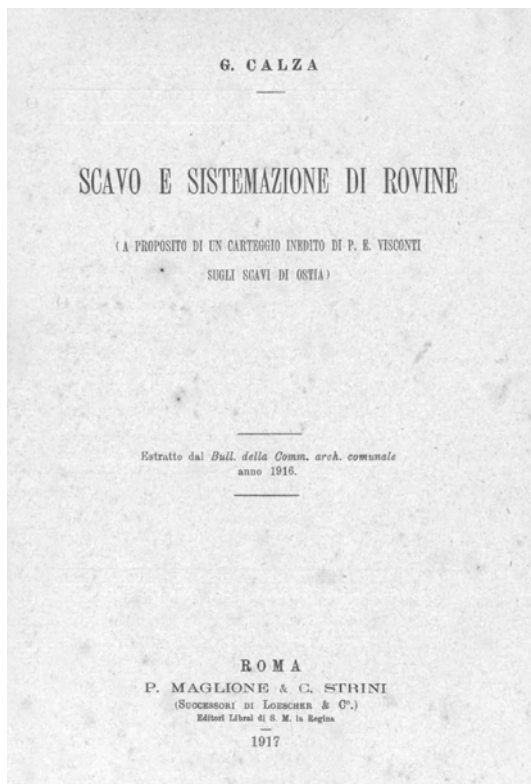 G. CALZA
SCAVO E SISTEMAZIONE DI ROVINE
(A PROPOSITO DI UN CARTEGGIO INEDITO DI P. E. VISCONTI
SUGLI SCAVI DI OSTIA)
Estratto dal Bull. della Comm. arch. comunale
anno 1916.
ROMA
P. MAGLIONE & C. STRINI
(SUCCESSORI DI LOESCHER & Cº.)
Editori Librai di S. M. la Regina
1917